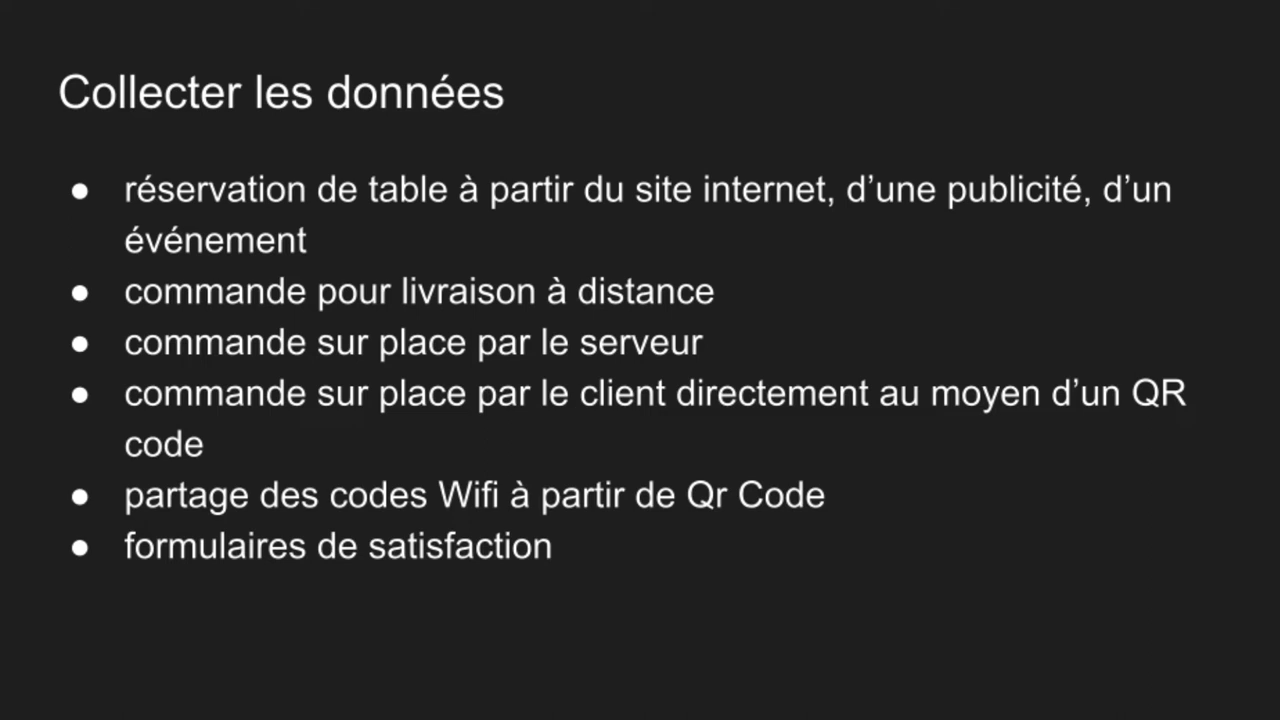 Collecter les données
● réservation de table à partir du site internet, d’une publicité, d’un
événement
● commande pour livraison à distance
● commande sur place par le serveur
● commande sur place par le client directement au moyen d’un QR
code
● partage des codes Wifi à partir de Qr Code
● formulaires de satisfaction